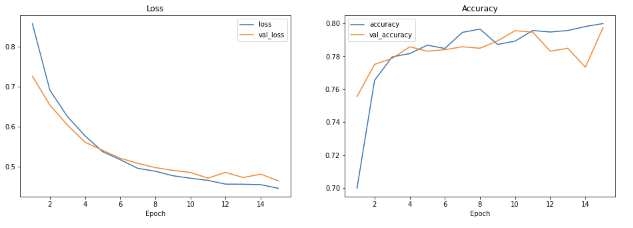 Loss
loss
val_loss
0.8
0.7
0.6
0.5
2 4 6 8 10 12 14
Epoch
Accuracy
accuracy
val_accuracy
0.80
0.78
0.76
0.74
0.72
0.70
2 4 6 8 10 12 14
Epoch